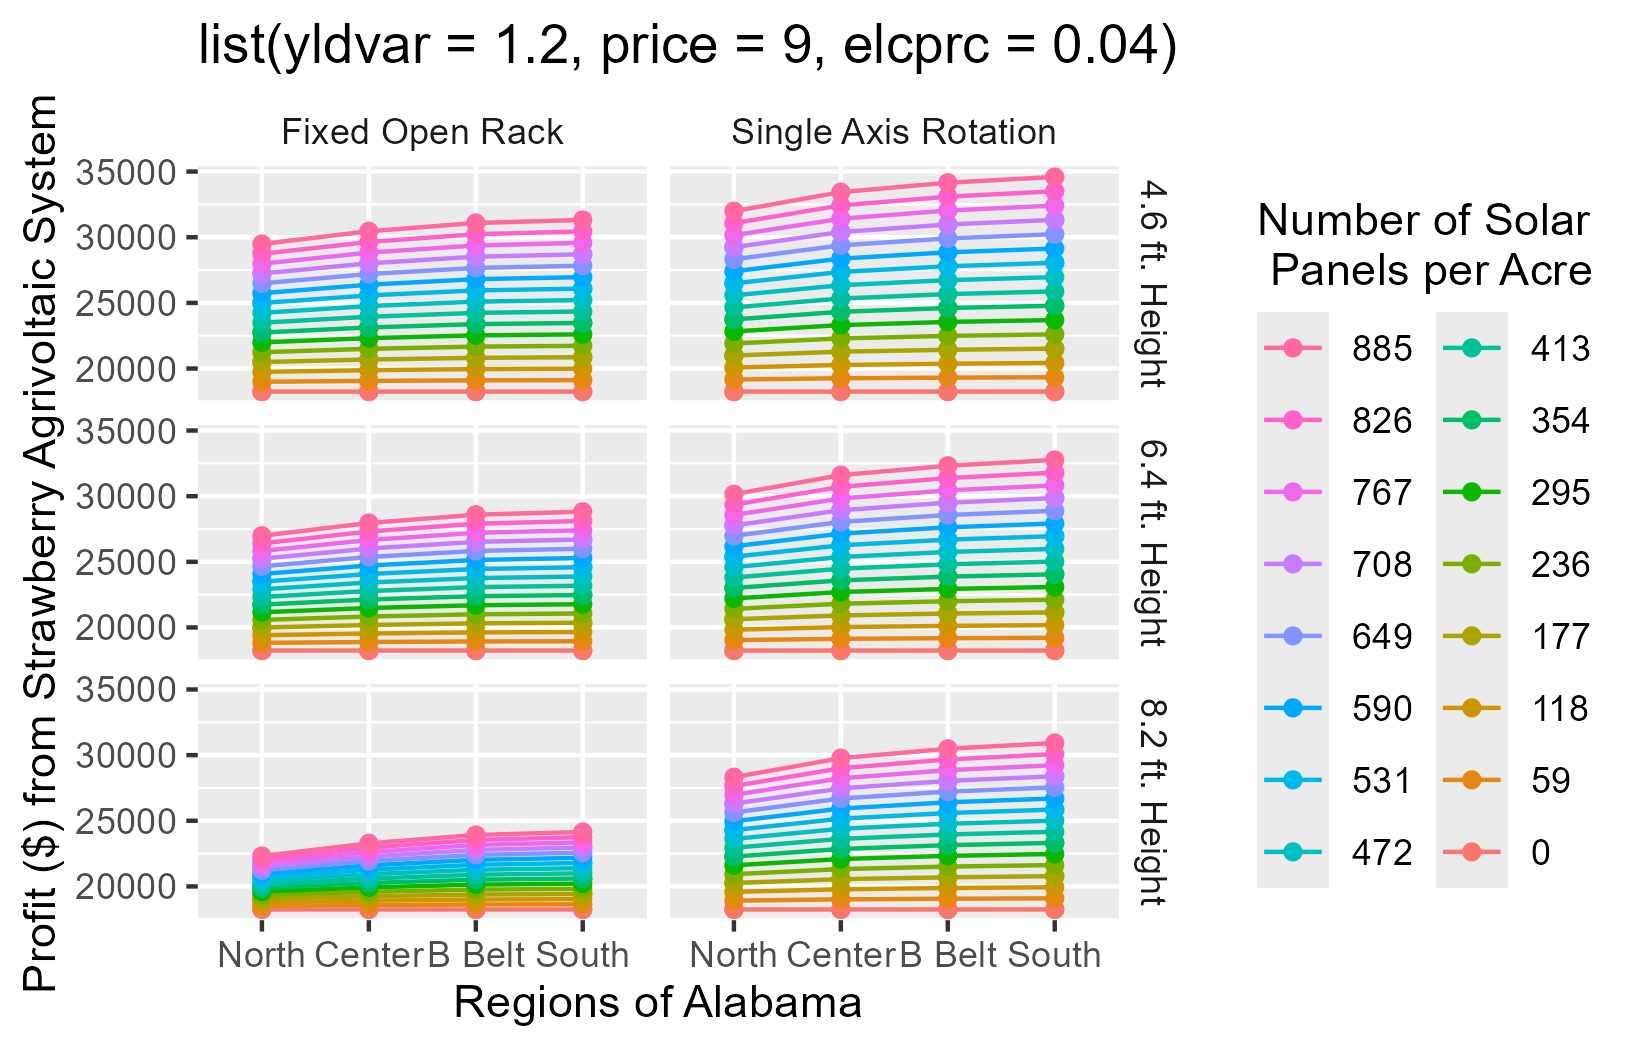 list(yldvar = 1.2, price = 9, elcprc = 0.04)
Fixed Open Rack
Single Axis Rotation
Profit ($) from Strawberry Agrivoltaic System
35000
30000
25000
20000
4.6 ft. Height
35000
30000
25000
20000
6.4 ft. Height
35000
30000
25000
20000
8.2 ft. Height
North Center B Belt South
North Center B Belt South
Regions of Alabama
Number of Solar
Panels per Acre
885
826
767
708
649
590
531
472
413
354
295
236
177
118
59
0